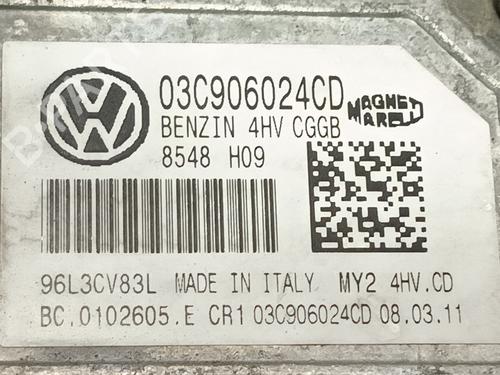 03C906024CD
BENZIN 4HV CGGB
MAGNETI MARELLI
8548 H09
96L3CV83L MADE IN ITALY MY2 4HV.CD
BC.0102605.E CR1 03C906024CD 08.03.11